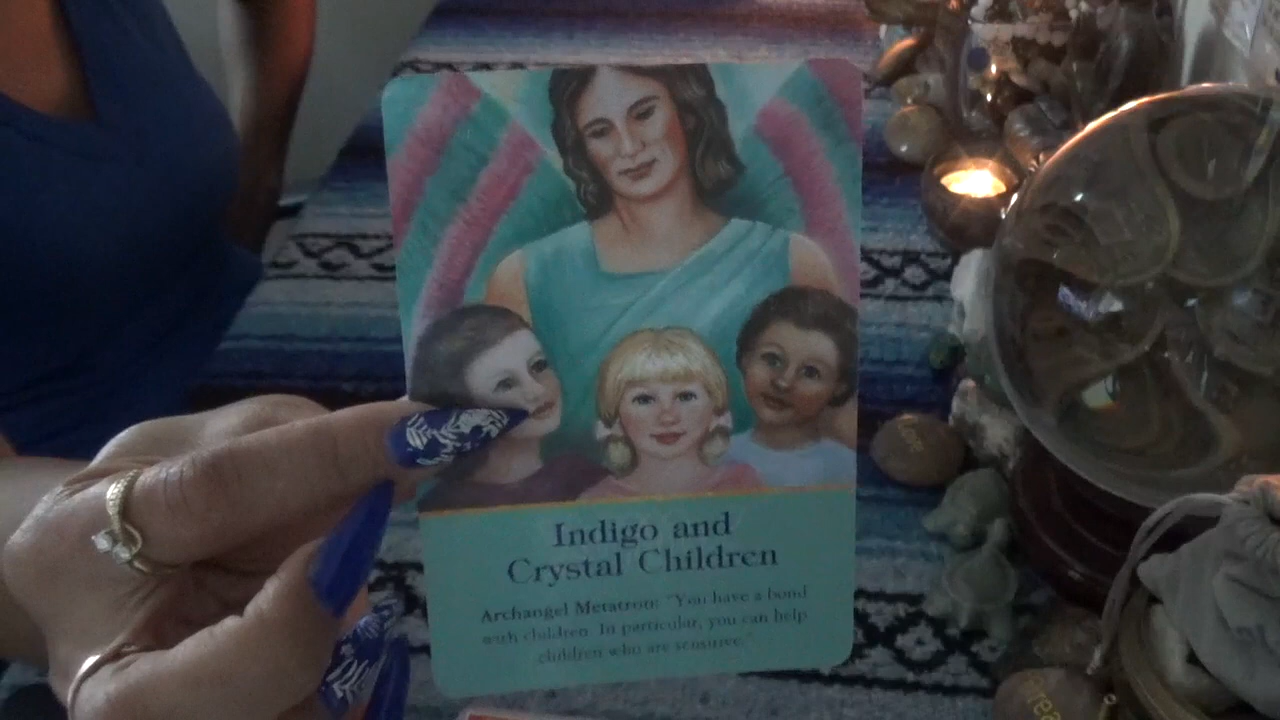 Indigo and
Crystal Children
Archangel Metatron: "You have a bond
with children. In particular, you can help
children who are sensitive."
Love